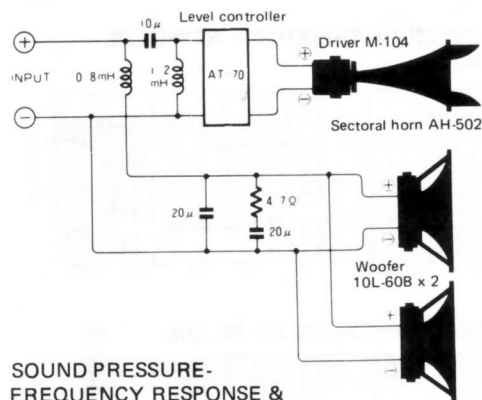 Level controller
10μ
+
Driver M-104
INPUT
0 8mH
1 2
mH
AT 70
+
−
−
Sectoral horn AH-502
+
20μ
4 7Ω
20μ
−
Woofer
10L-60B x 2
+
−
SOUND PRESSURE-
FREQUENCY RESPONSE &